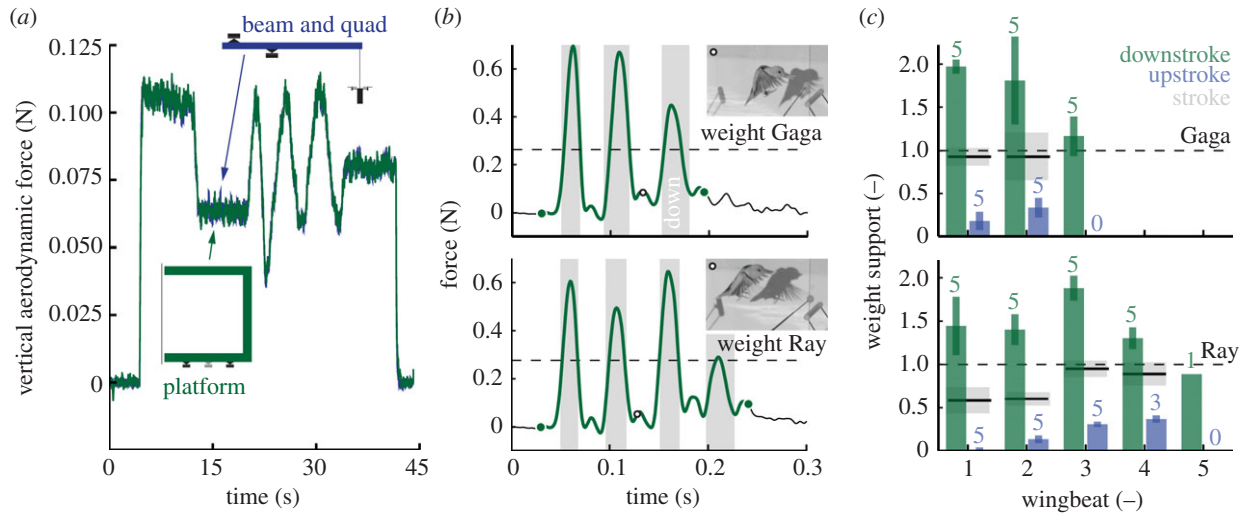 (a)
beam and quad
0.125
0.100
0.075
0.050
0.025
0
vertical aerodynamic force (N)
platform
0 15 30 45
time (s)
(b)
0.6
0.4
0.2
0
weight Gaga
down
0.6
0.4
0.2
0
weight Ray
force (N)
0 0.1 0.2 0.3
time (s)
(c)
downstroke
upstroke
stroke
Gaga
2.0
1.5
1.0
0.5
0
5 5 5
5 5 0
Ray
2.0
1.5
1.0
0.5
0
5 5 5 5 1
5 5 5 3 0
weight support (–)
1 2 3 4 5
wingbeat (–)